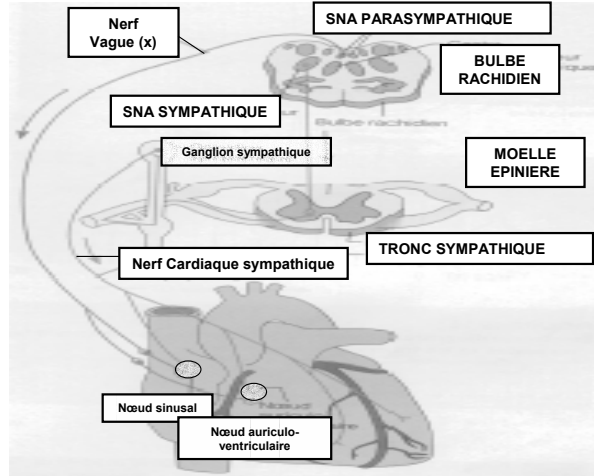 SNA PARASYMPATHIQUE
Nerf
Vague (x)
BULBE
RACHIDIEN
SNA SYMPATHIQUE
Bulbe rachidien
Ganglion sympathique
MOELLE
EPINIERE
TRONC SYMPATHIQUE
Nerf Cardiaque sympathique
Nœud sinusal
Nœud
Nœud auriculo-
ventriculaire